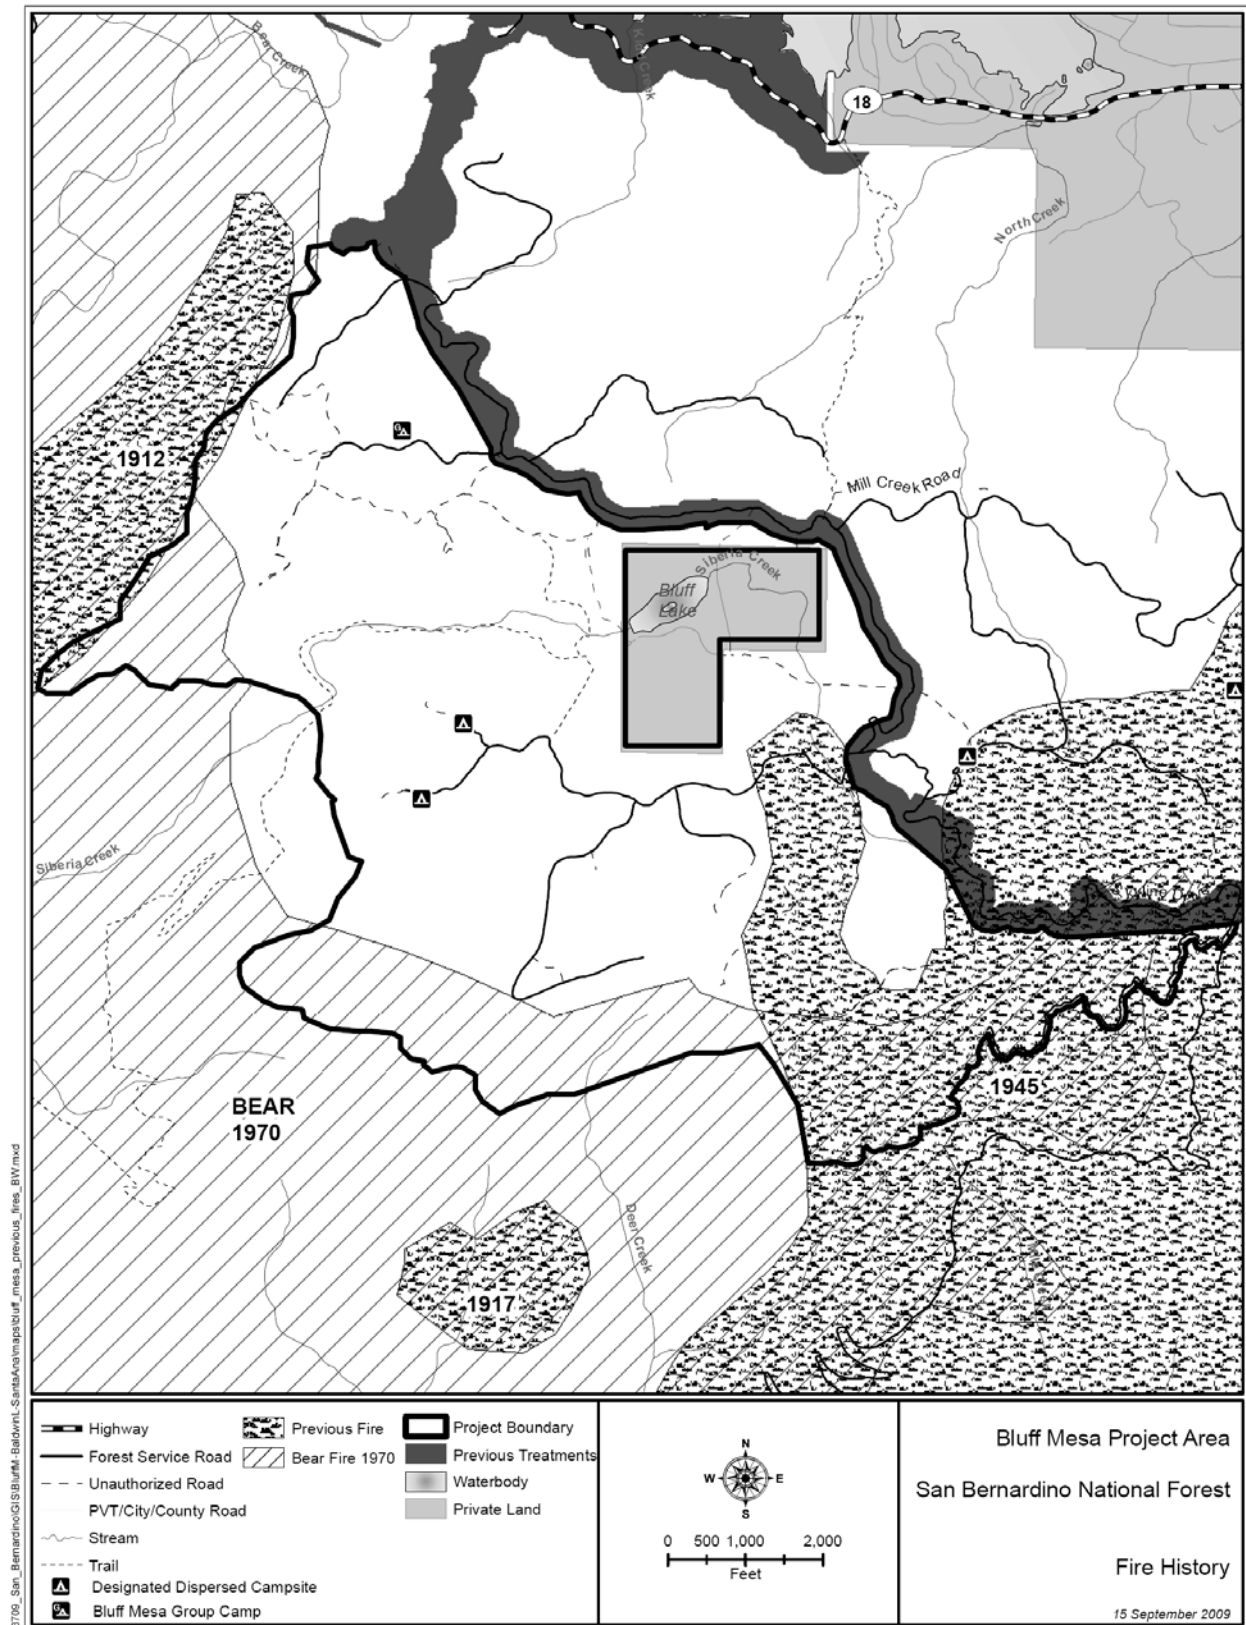 Bear Creek
Kidd Creek
18
North Creek
1912
Mill Creek Road
Siberia Creek
Bluff
Lake
Siberia Creek
1945
BEAR
1970
Deer Creek
1917
Highway
Forest Service Road
Unauthorized Road
PVT/City/County Road
Stream
Trail
Designated Dispersed Campsite
Bluff Mesa Group Camp
Previous Fire
Bear Fire 1970
Project Boundary
Previous Treatments
Waterbody
Private Land
N
W
E
S
0 500 1,000 2,000
Feet
Bluff Mesa Project Area
San Bernardino National Forest
Fire History
15 September 2009